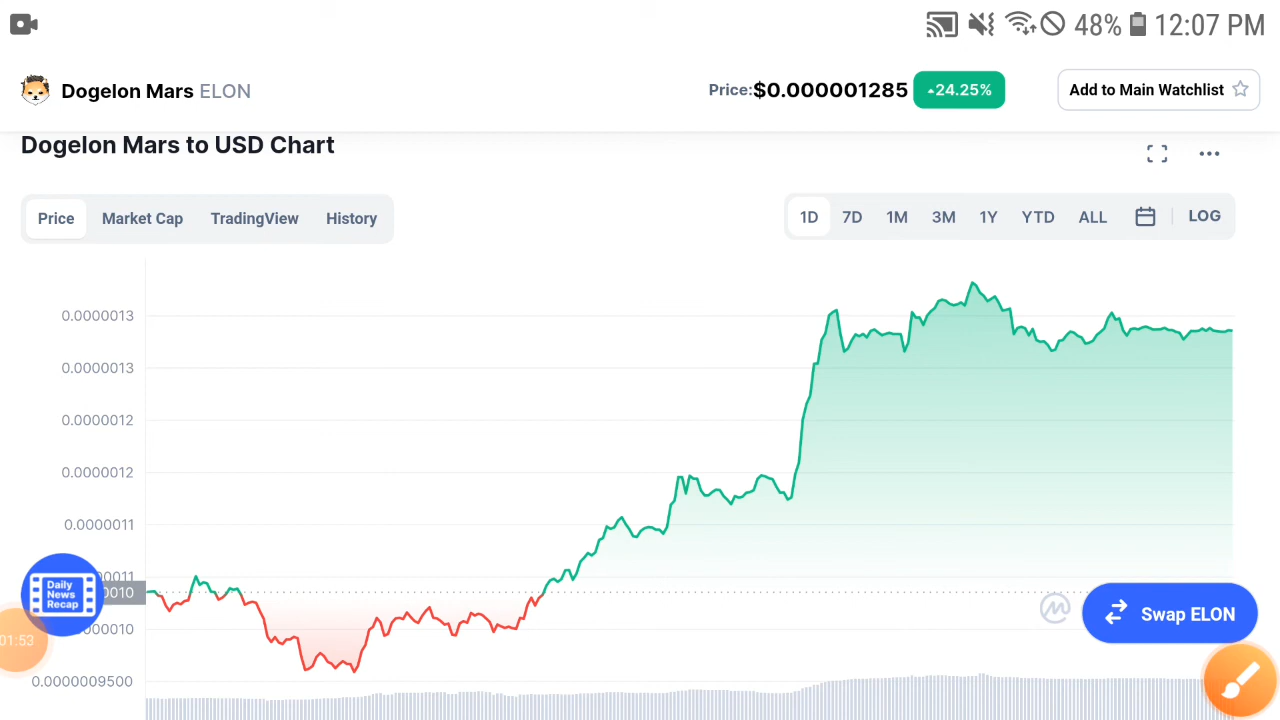 48% 12:07 PM
Dogelon Mars ELON
Price:$0.000001285 24.25%
Add to Main Watchlist
Dogelon Mars to USD Chart
Price Market Cap TradingView History
1D 7D 1M 3M 1Y YTD ALL LOG
0.0000013
0.0000013
0.0000012
0.0000012
0.0000011
Daily
News
Recap
Swap ELON
01:53
0.0000009500